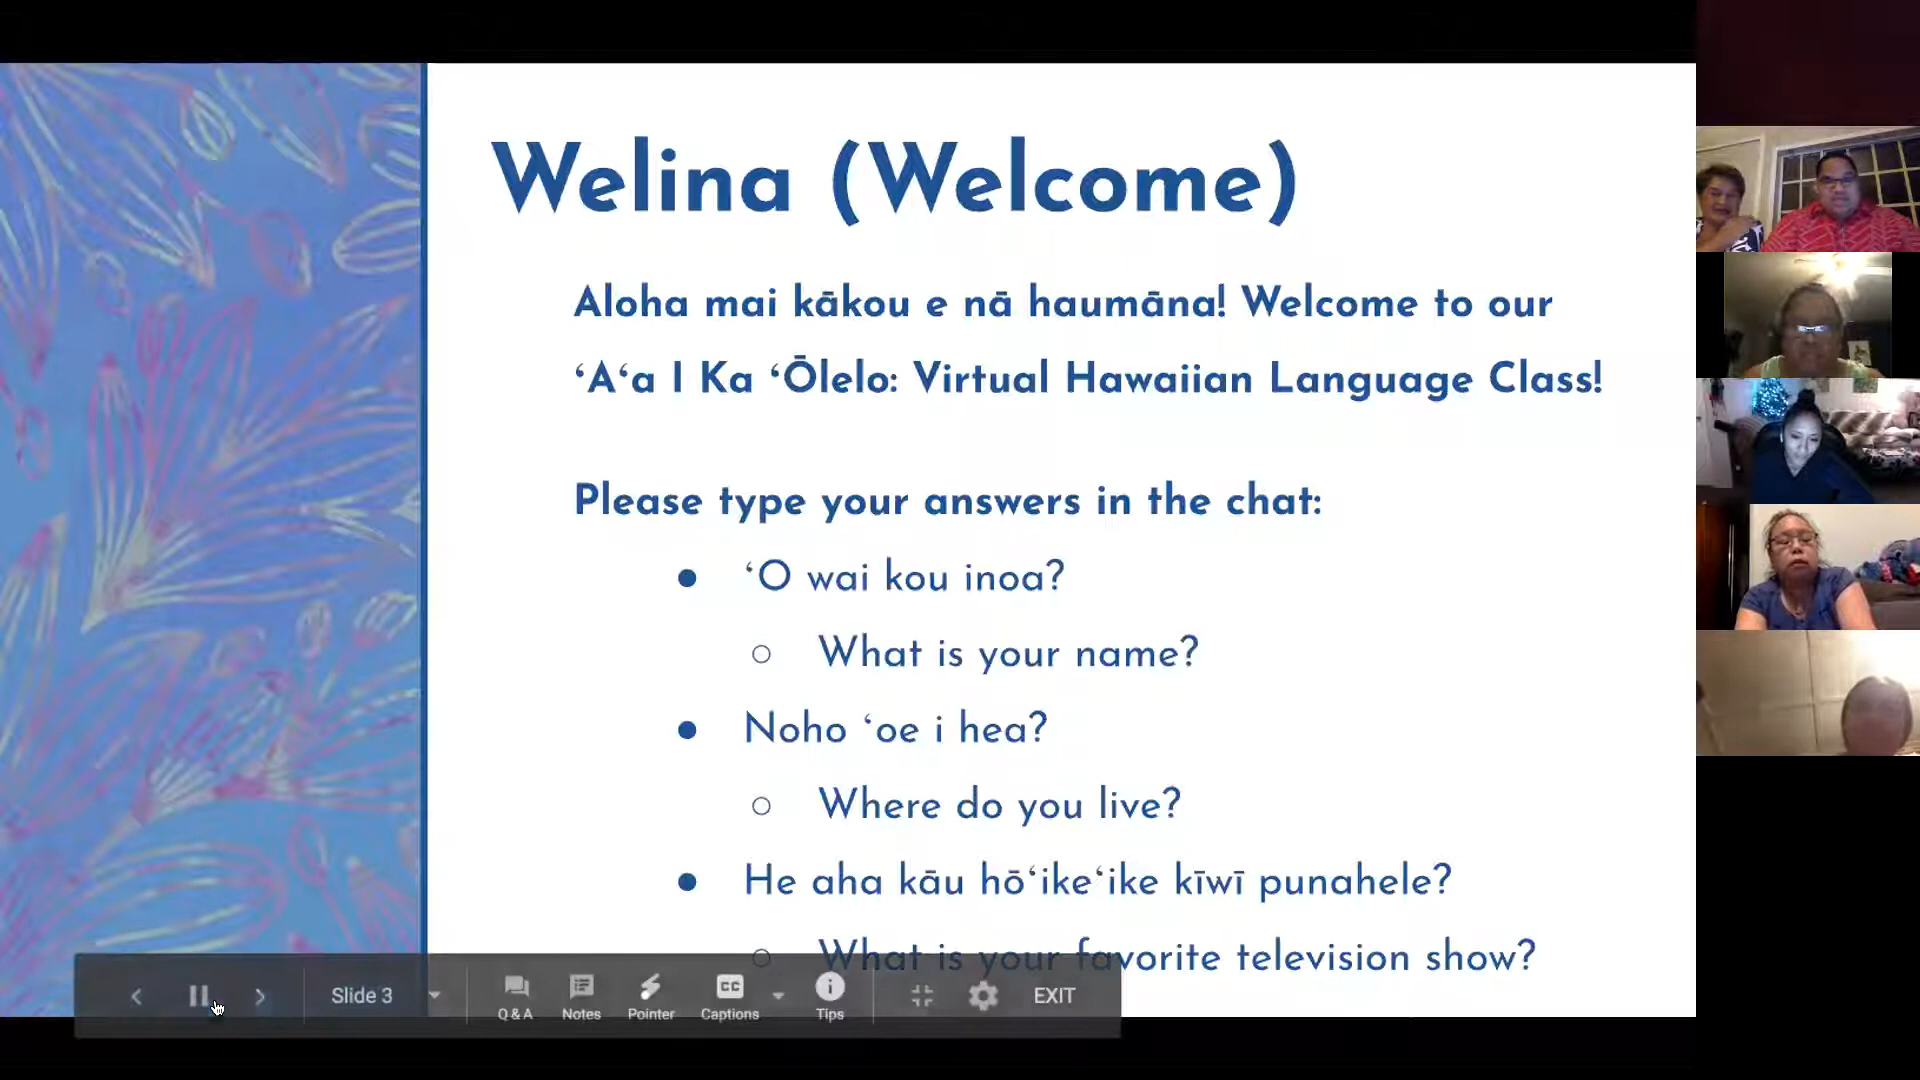 Welina (Welcome)
Aloha mai kākou e nā haumāna! Welcome to our
ʻAʻa I Ka ʻŌlelo: Virtual Hawaiian Language Class!
Please type your answers in the chat:
● ʻO wai kou inoa?
○ What is your name?
● Noho ʻoe i hea?
○ Where do you live?
● He aha kāu hōʻikeʻike kīwī punahele?
○ What is your favorite television show?
Slide 3
Q & A
Notes
Pointer
CC
Captions
Tips
EXIT